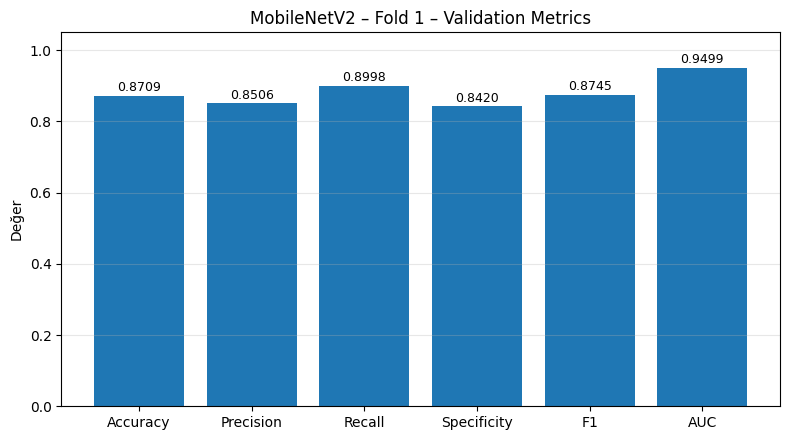 MobileNetV2 – Fold 1 – Validation Metrics
1.0
0.8
0.6
0.4
0.2
0.0
Değer
0.8709
0.8506
0.8998
0.8420
0.8745
0.9499
Accuracy
Precision
Recall
Specificity
F1
AUC